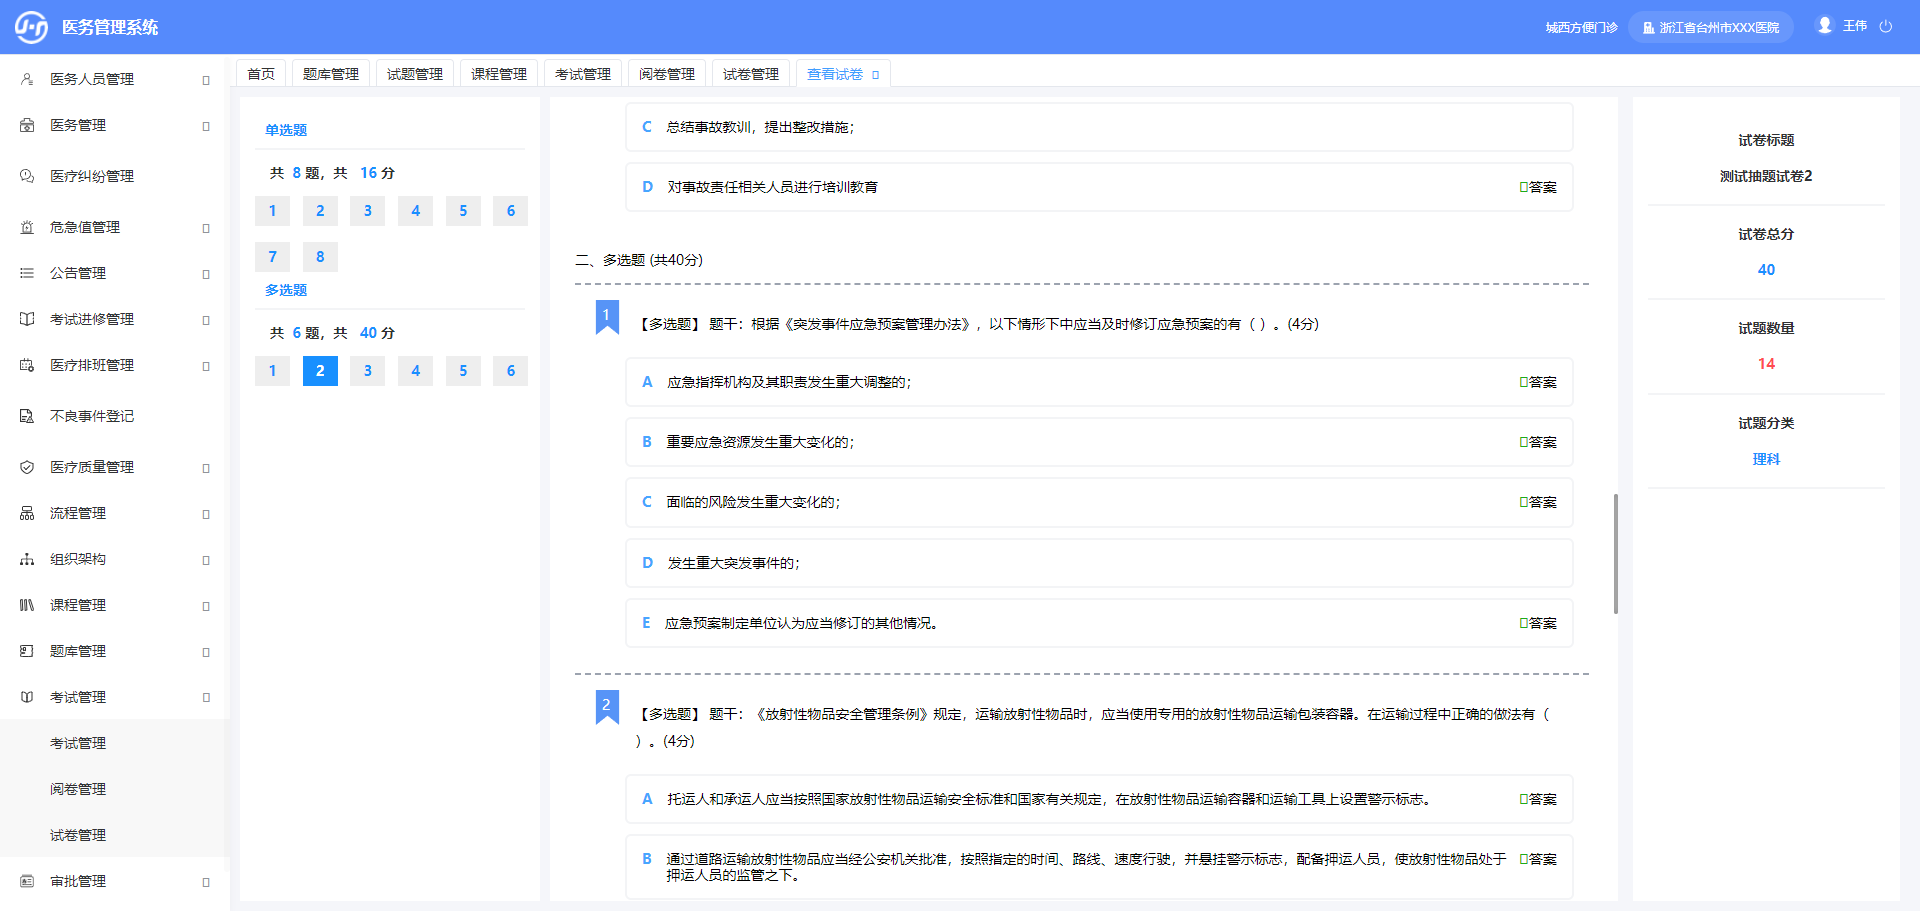 医务管理系统
城西方便门诊
浙江省台州市XXX医院
王伟
首页
题库管理
试题管理
课程管理
考试管理
阅卷管理
试卷管理
查看试卷
医务人员管理
医务管理
医疗纠纷管理
危急值管理
公告管理
考试进修管理
医疗排班管理
不良事件登记
医疗质量管理
流程管理
组织架构
课程管理
题库管理
考试管理
考试管理
阅卷管理
试卷管理
审批管理
单选题
共 8 题，共 16 分
1 2 3 4 5 6
7 8
多选题
共 6 题，共 40 分
1 2 3 4 5 6
C 总结事故教训，提出整改措施；
D 对事故责任相关人员进行培训教育 答案
二、多选题 (共40分)
1 【多选题】 题干：根据《突发事件应急预案管理办法》，以下情形下中应当及时修订应急预案的有（ ）。(4分)
A 应急指挥机构及其职责发生重大调整的； 答案
B 重要应急资源发生重大变化的； 答案
C 面临的风险发生重大变化的； 答案
D 发生重大突发事件的；
E 应急预案制定单位认为应当修订的其他情况。 答案
2 【多选题】 题干：《放射性物品安全管理条例》规定，运输放射性物品时，应当使用专用的放射性物品运输包装容器。在运输过程中正确的做法有（
）。(4分)
A 托运人和承运人应当按照国家放射性物品运输安全标准和国家有关规定，在放射性物品运输容器和运输工具上设置警示标志。 答案
B 通过道路运输放射性物品应当经公安机关批准，按照指定的时间、路线、速度行驶，并悬挂警示标志，配备押运人员，使放射性物品处于 答案
押运人员的监管之下。
试卷标题
测试抽题试卷2
试卷总分
40
试题数量
14
试题分类
理科